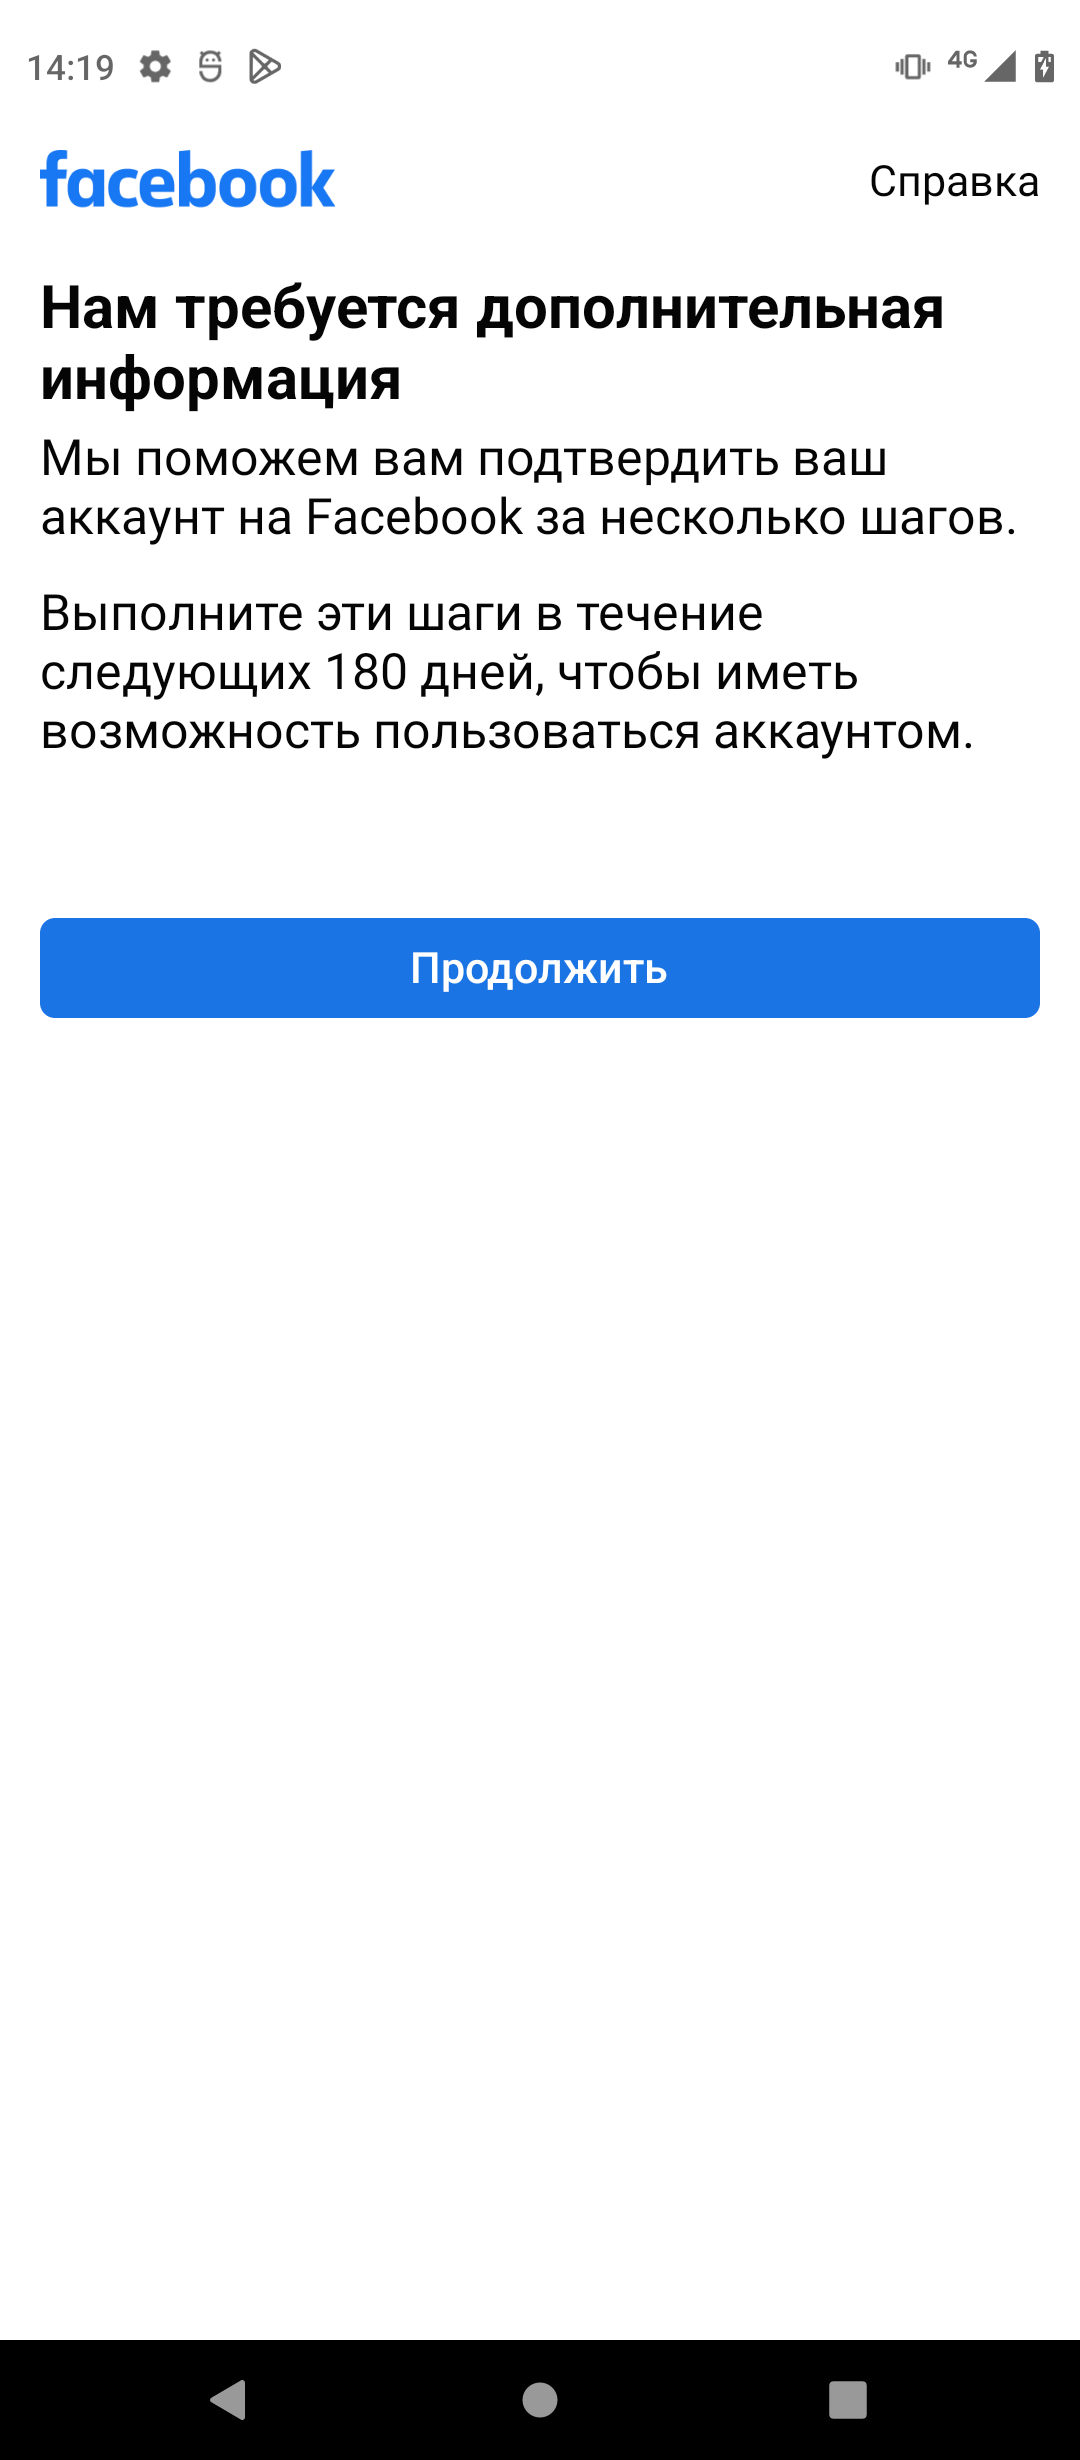 14:19
4G
facebook
Справка
Нам требуется дополнительная
информация
Мы поможем вам подтвердить ваш
аккаунт на Facebook за несколько шагов.
Выполните эти шаги в течение
следующих 180 дней, чтобы иметь
возможность пользоваться аккаунтом.
Продолжить